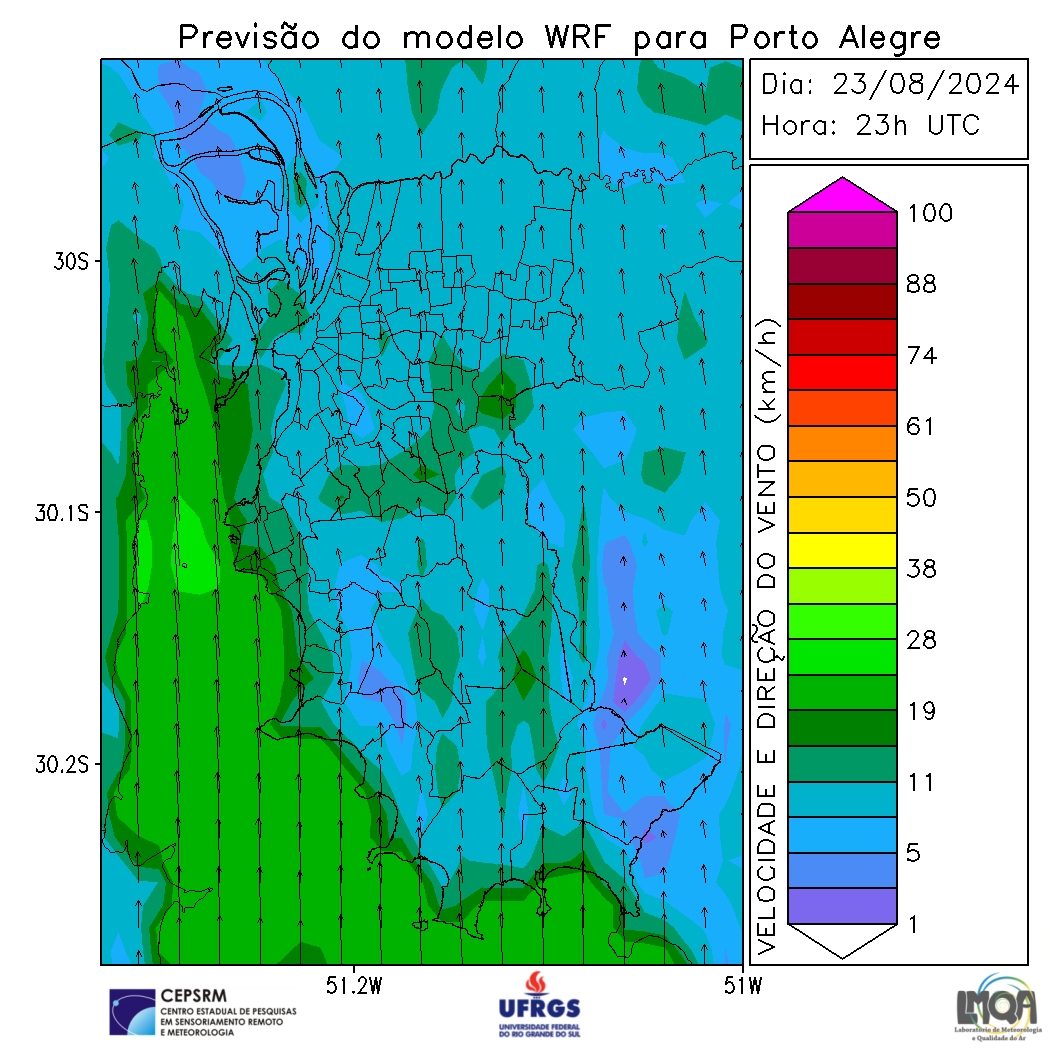 Previsão do modelo WRF para Porto Alegre
Dia: 23/08/2024
Hora: 23h UTC
30S
30.1S
30.2S
51.2W
51W
VELOCIDADE E DIREÇÃO DO VENTO (km/h)
100
88
74
61
50
38
28
19
11
5
1
CEPSRM
CENTRO ESTADUAL DE PESQUISAS
EM SENSORIAMENTO REMOTO
E METEOROLOGIA
UFRGS
UNIVERSIDADE FEDERAL
DO RIO GRANDE DO SUL
LMQA
Laboratório de Meteorologia
e Qualidade do Ar